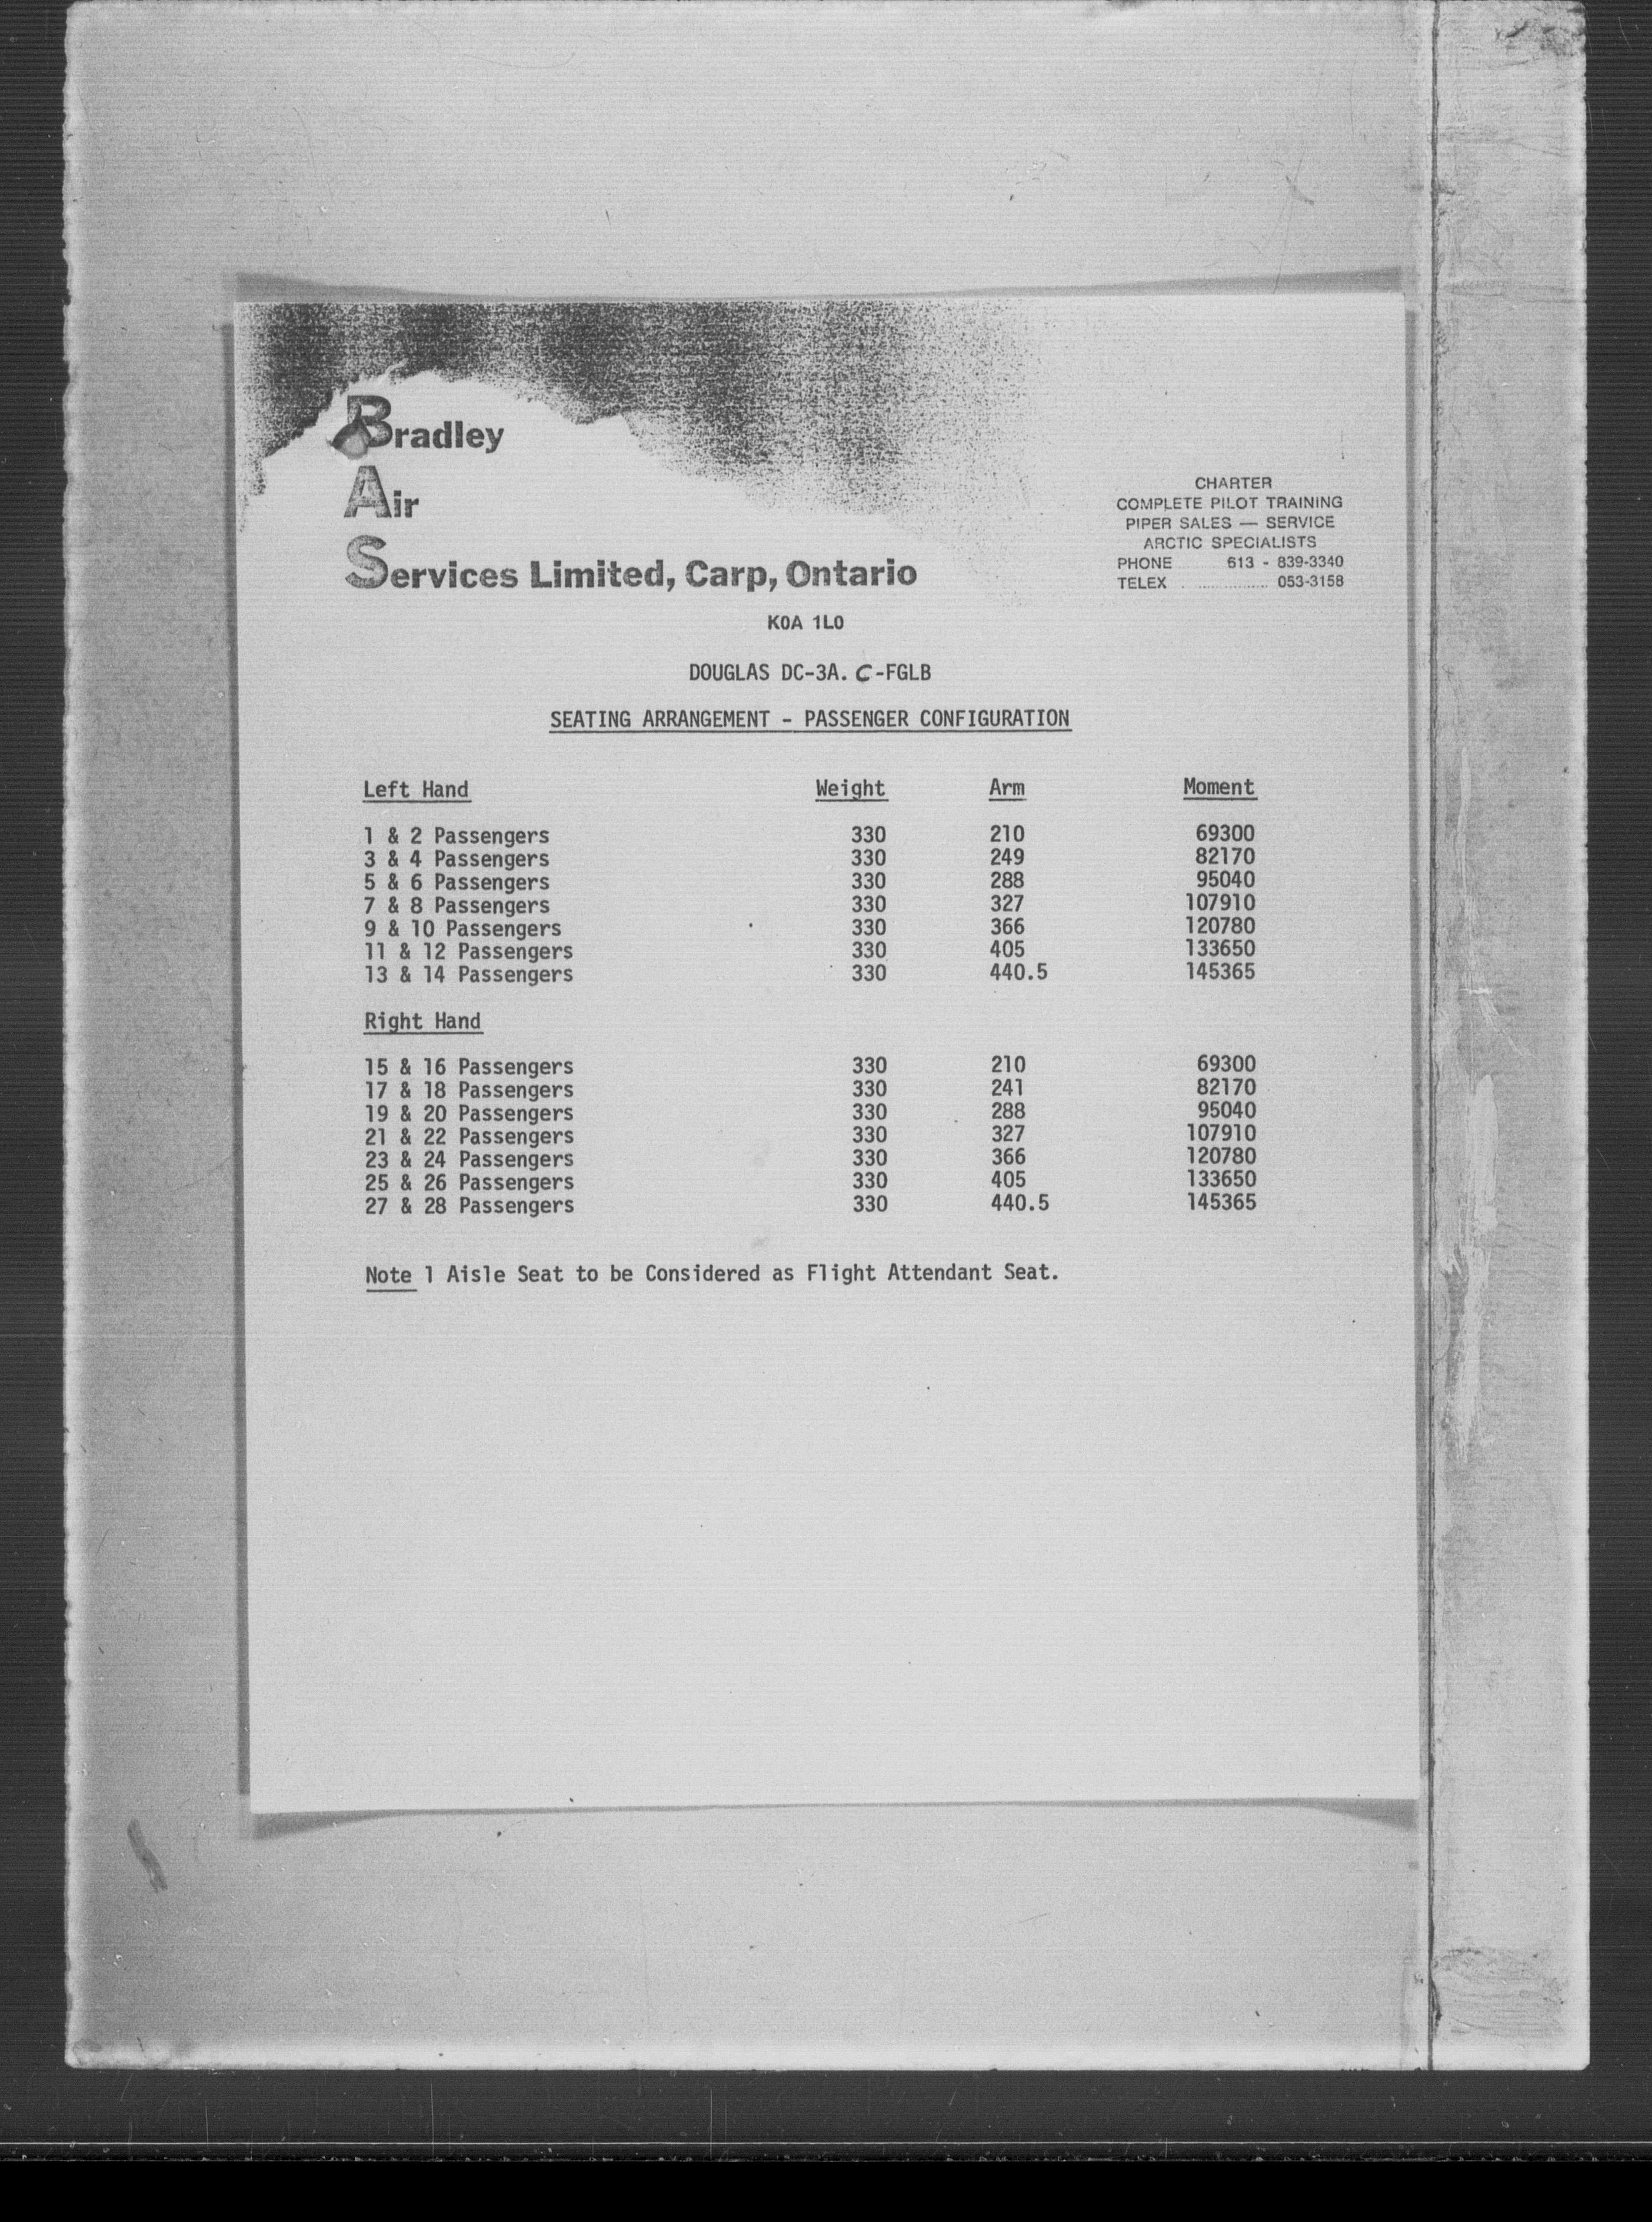 Bradley
Air
Services Limited, Carp, Ontario
CHARTER
COMPLETE PILOT TRAINING
PIPER SALES — SERVICE
ARCTIC SPECIALISTS
PHONE 613 - 839-3340
TELEX ............... 053-3158
K0A 1L0
DOUGLAS DC-3A. C-FGLB
SEATING ARRANGEMENT - PASSENGER CONFIGURATION
Left Hand Weight Arm Moment
1 & 2 Passengers 330 210 69300
3 & 4 Passengers 330 249 82170
5 & 6 Passengers 330 288 95040
7 & 8 Passengers 330 327 107910
9 & 10 Passengers 330 366 120780
11 & 12 Passengers 330 405 133650
13 & 14 Passengers 330 440.5 145365
Right Hand
15 & 16 Passengers 330 210 69300
17 & 18 Passengers 330 241 82170
19 & 20 Passengers 330 288 95040
21 & 22 Passengers 330 327 107910
23 & 24 Passengers 330 366 120780
25 & 26 Passengers 330 405 133650
27 & 28 Passengers 330 440.5 145365
Note 1 Aisle Seat to be Considered as Flight Attendant Seat.